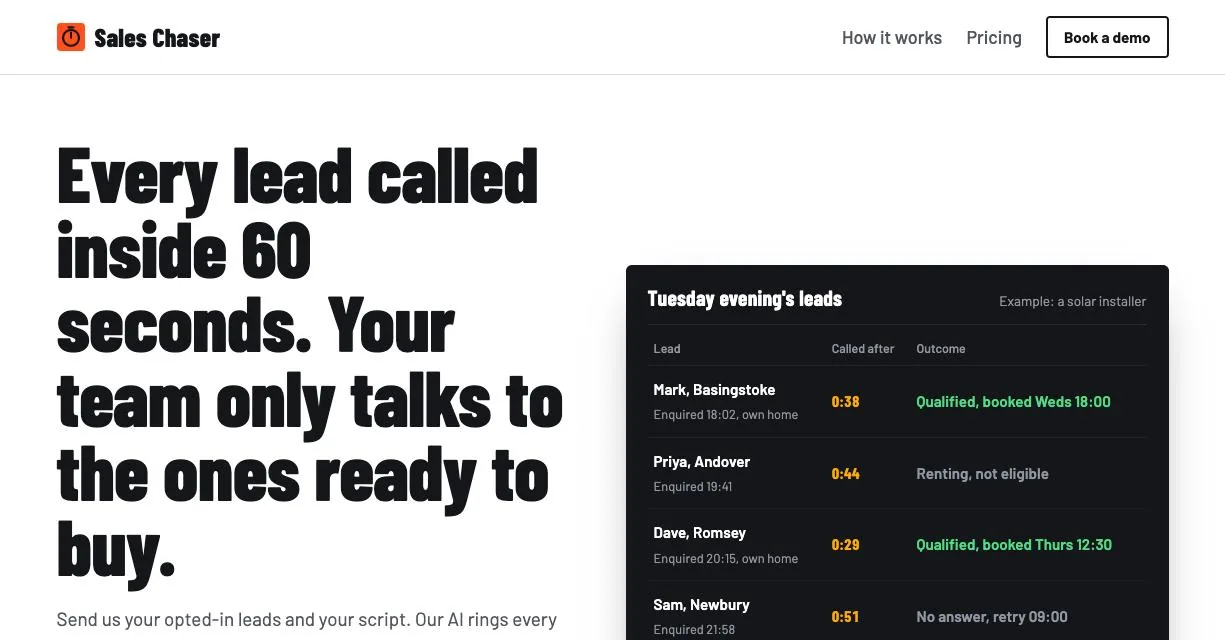 Sales Chaser
How it works
Pricing
Book a demo
Every lead called
inside 60
seconds. Your
team only talks to
the ones ready to
buy.
Send us your opted-in leads and your script. Our AI rings every
Tuesday evening's leads
Example: a solar installer
Lead
Called after
Outcome
Mark, Basingstoke
Enquired 18:02, own home
0:38
Qualified, booked Weds 18:00
Priya, Andover
Enquired 19:41
0:44
Renting, not eligible
Dave, Romsey
Enquired 20:15, own home
0:29
Qualified, booked Thurs 12:30
Sam, Newbury
Enquired 21:58
0:51
No answer, retry 09:00